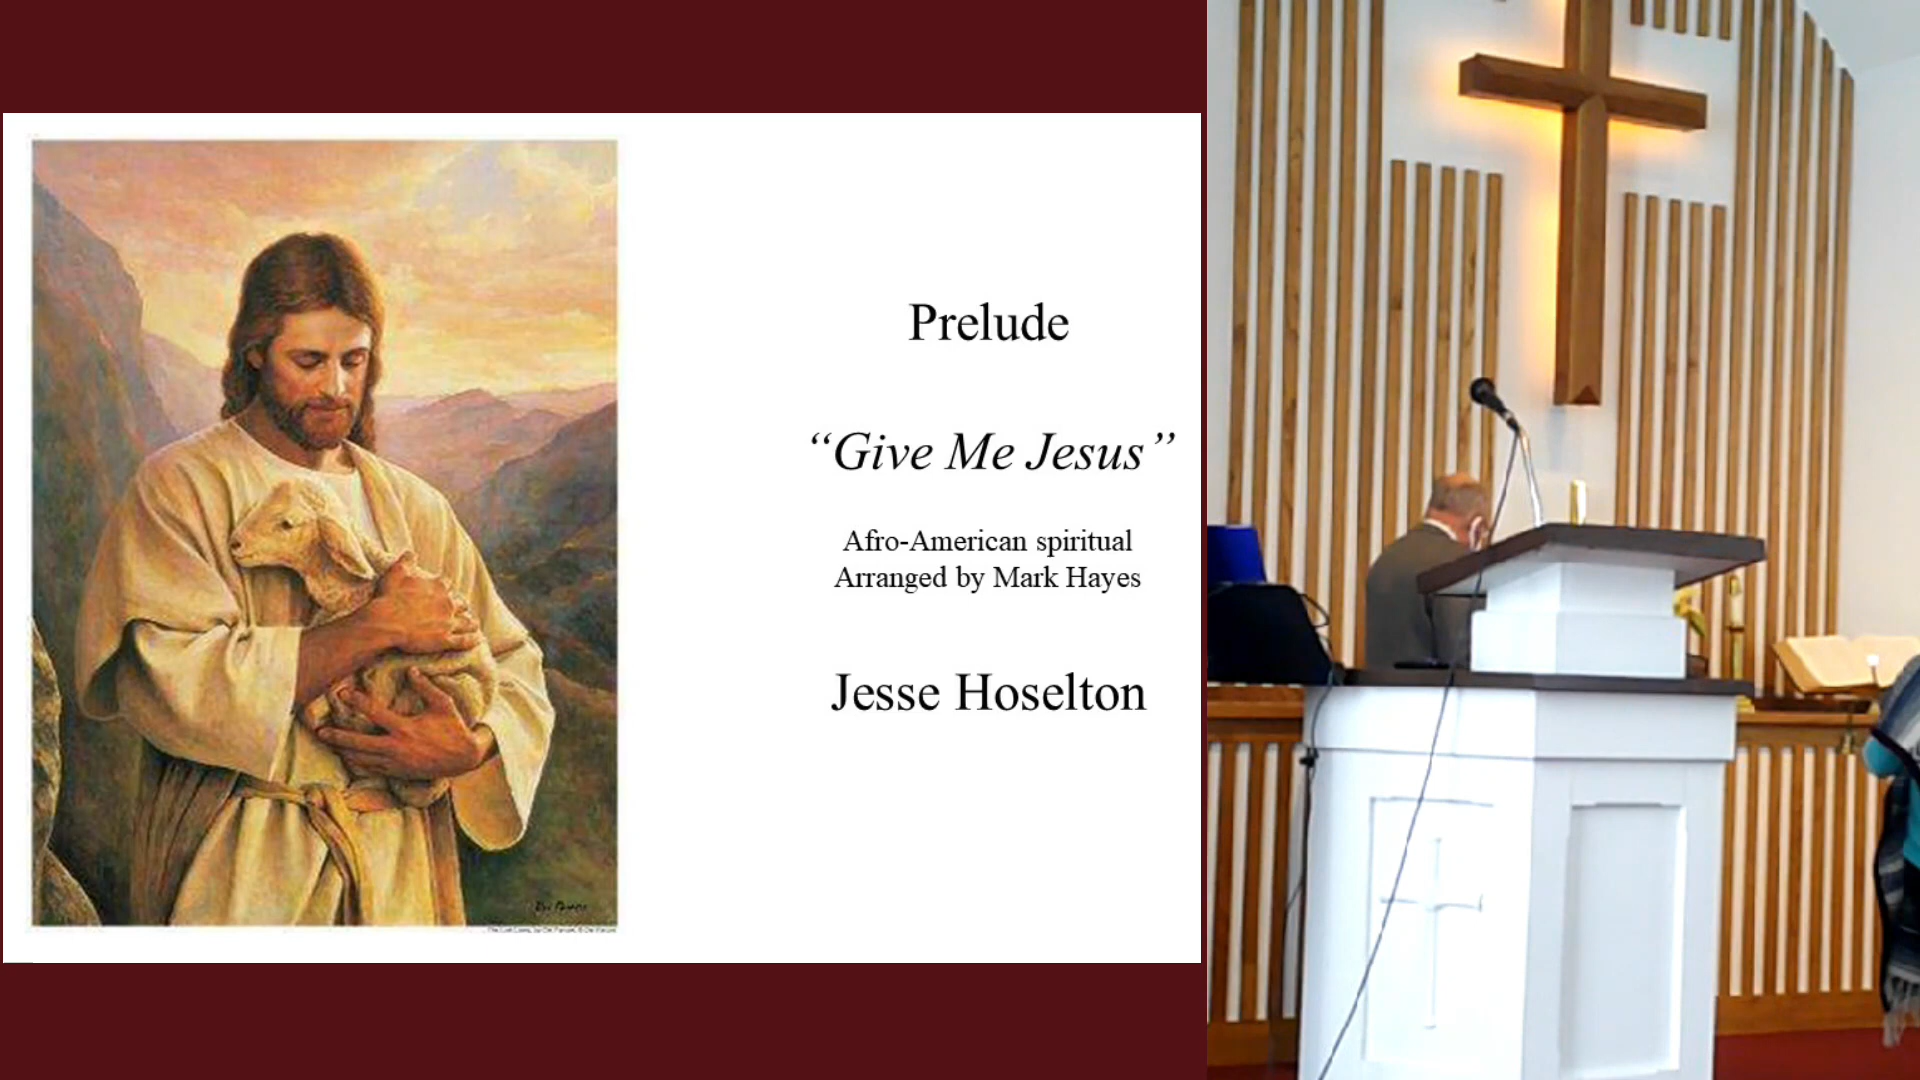 Prelude
“Give Me Jesus”
Afro-American spiritual
Arranged by Mark Hayes
Jesse Hoselton